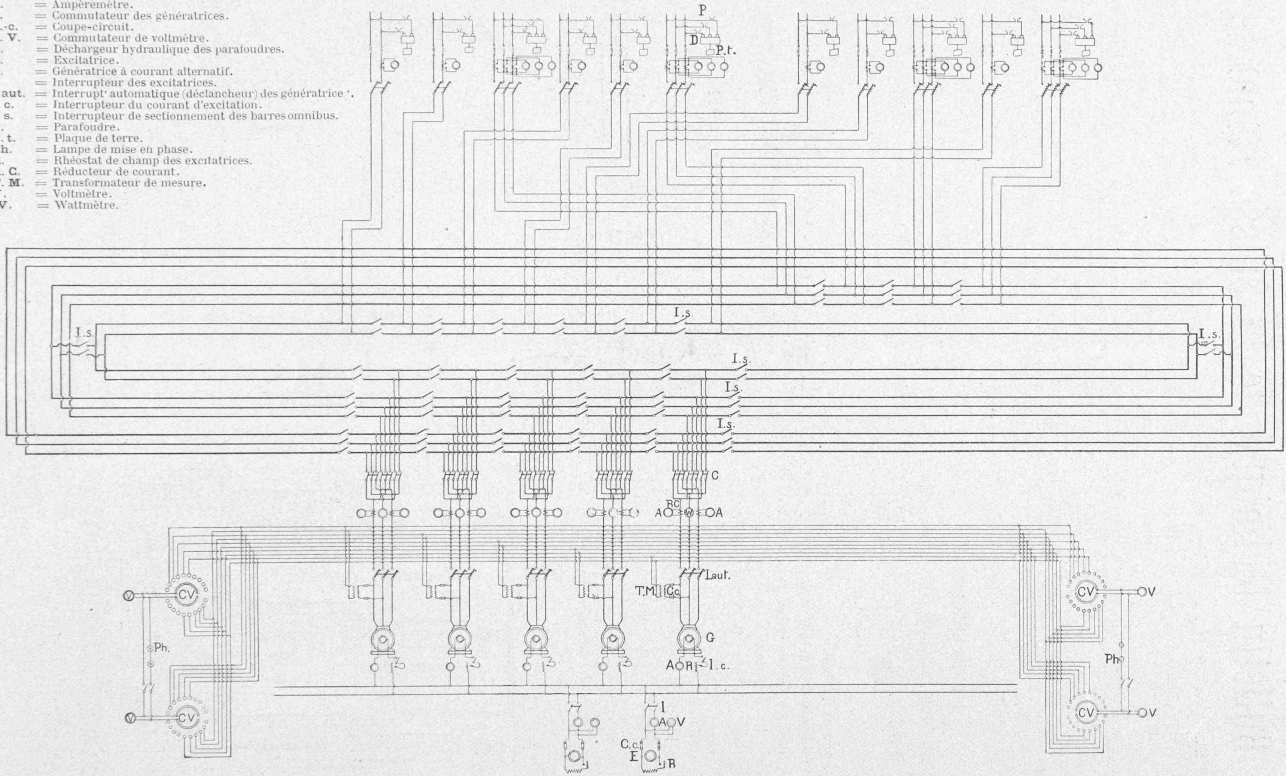 = Ampèremètre.
= Commutateur des génératrices.
.-c. = Coupe-circuit.
. V. = Commutateur de voltmètre.
= Déchargeur hydraulique des parafoudres.
= Excitatrice.
= Génératrice à courant alternatif.
= Interrupteur des excitatrices.
aut. = Interrupt' automatique (déclancheur) des génératrice'.
c. = Interrupteur du courant d'excitation.
s. = Interrupteur de sectionnement des barres omnibus.
= Parafoudre.
. t. = Plaque de terre.
h. = Lampe de mise en phase.
= Rhéostat de champ des excitatrices.
. C. = Réducteur de courant.
. M. = Transformateur de mesure.
. = Voltmètre.
V. = Wattmètre.
P
D
P.t.
I.s.
I.s.
I.s.
I.s.
I.s.
I.s.
C
RC
A W A
I.aut.
T.M. C.c.
G
A R I.c.
V CV
Ph.
V CV
CV V
Ph
CV V
I
A V
C.c.
E
R